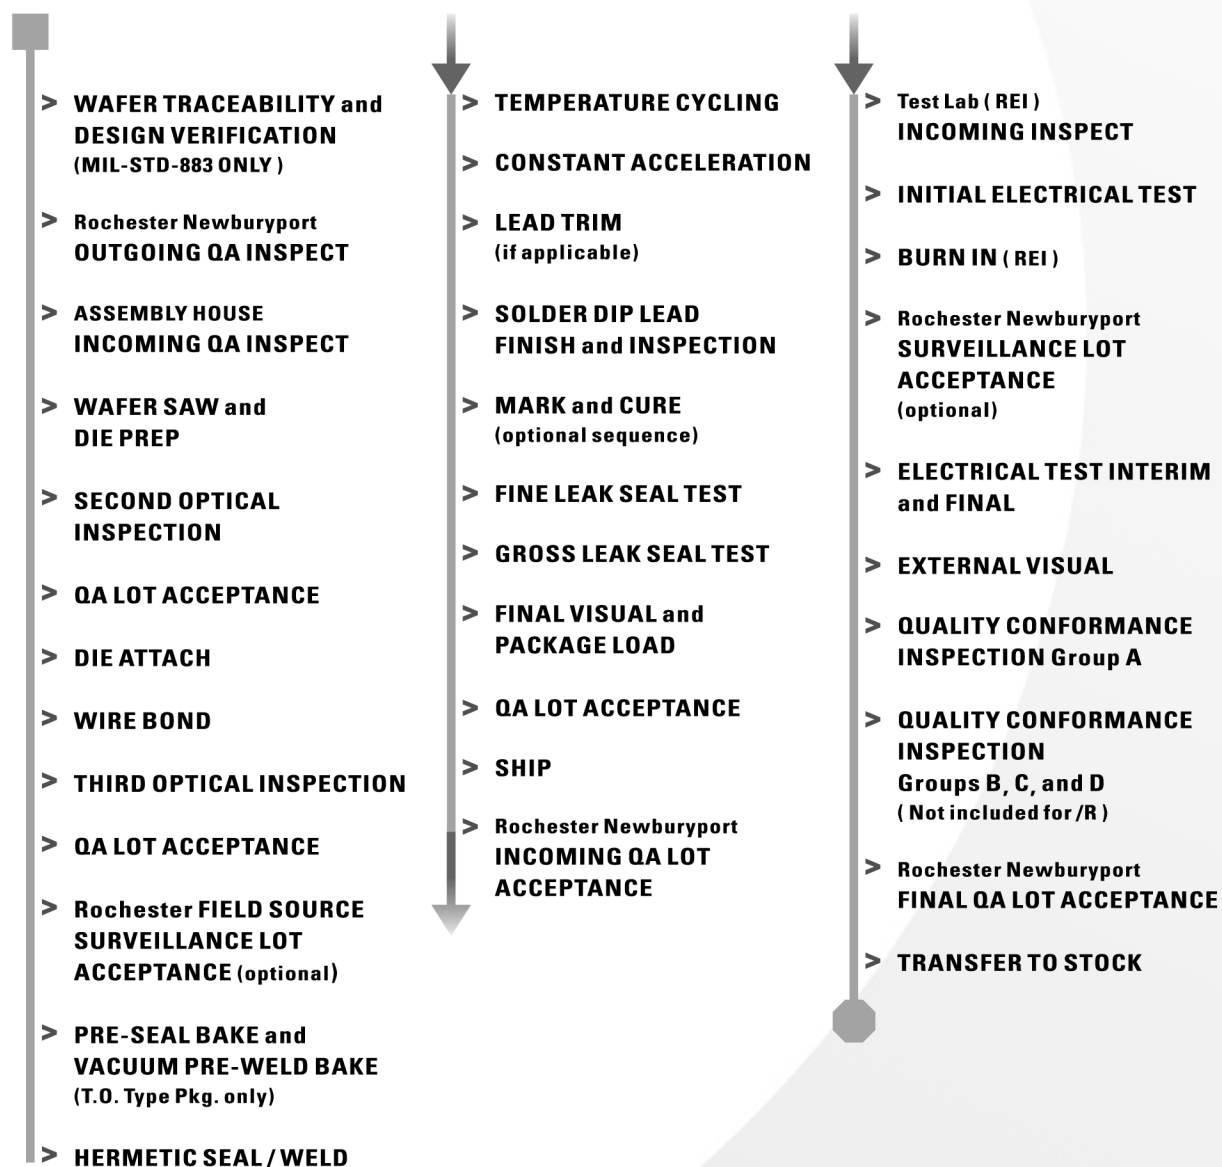 > WAFER TRACEABILITY and
DESIGN VERIFICATION
(MIL-STD-883 ONLY )
> Rochester Newburyport
OUTGOING QA INSPECT
> ASSEMBLY HOUSE
INCOMING QA INSPECT
> WAFER SAW and
DIE PREP
> SECOND OPTICAL
INSPECTION
> QA LOT ACCEPTANCE
> DIE ATTACH
> WIRE BOND
> THIRD OPTICAL INSPECTION
> QA LOT ACCEPTANCE
> Rochester FIELD SOURCE
SURVEILLANCE LOT
ACCEPTANCE (optional)
> PRE-SEAL BAKE and
VACUUM PRE-WELD BAKE
(T.O. Type Pkg. only)
> HERMETIC SEAL / WELD
> TEMPERATURE CYCLING
> CONSTANT ACCELERATION
> LEAD TRIM
(if applicable)
> SOLDER DIP LEAD
FINISH and INSPECTION
> MARK and CURE
(optional sequence)
> FINE LEAK SEAL TEST
> GROSS LEAK SEAL TEST
> FINAL VISUAL and
PACKAGE LOAD
> QA LOT ACCEPTANCE
> SHIP
> Rochester Newburyport
INCOMING QA LOT
ACCEPTANCE
> Test Lab ( REI )
INCOMING INSPECT
> INITIAL ELECTRICAL TEST
> BURN IN ( REI )
> Rochester Newburyport
SURVEILLANCE LOT
ACCEPTANCE
(optional)
> ELECTRICAL TEST INTERIM
and FINAL
> EXTERNAL VISUAL
> QUALITY CONFORMANCE
INSPECTION Group A
> QUALITY CONFORMANCE
INSPECTION
Groups B, C, and D
( Not included for /R )
> Rochester Newburyport
FINAL QA LOT ACCEPTANCE
> TRANSFER TO STOCK